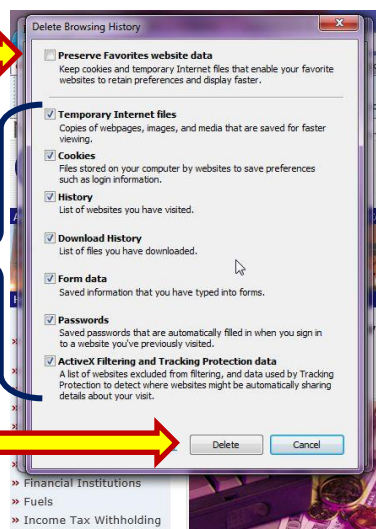 Delete Browsing History
Preserve Favorites website data
Keep cookies and temporary Internet files that enable your favorite
websites to retain preferences and display faster.
Temporary Internet files
Copies of webpages, images, and media that are saved for faster
viewing.
Cookies
Files stored on your computer by websites to save preferences
such as login information.
History
List of websites you have visited.
Download History
List of files you have downloaded.
Form data
Saved information that you have typed into forms.
Passwords
Saved passwords that are automatically filled in when you sign in
to a website you've previously visited.
ActiveX Filtering and Tracking Protection data
A list of websites excluded from filtering, and data used by Tracking
Protection to detect where websites might be automatically sharing
details about your visit.
Delete Cancel
» Financial Institutions
» Fuels
» Income Tax Withholding